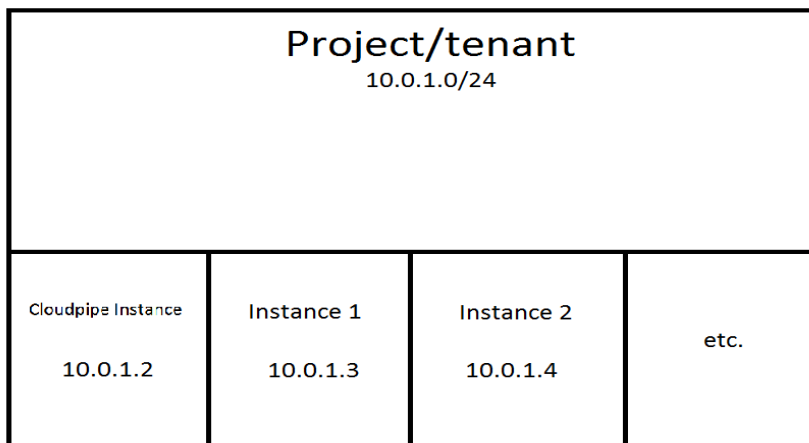 Project/tenant
10.0.1.0/24
Cloudpipe Instance
10.0.1.2
Instance 1
10.0.1.3
Instance 2
10.0.1.4
etc.